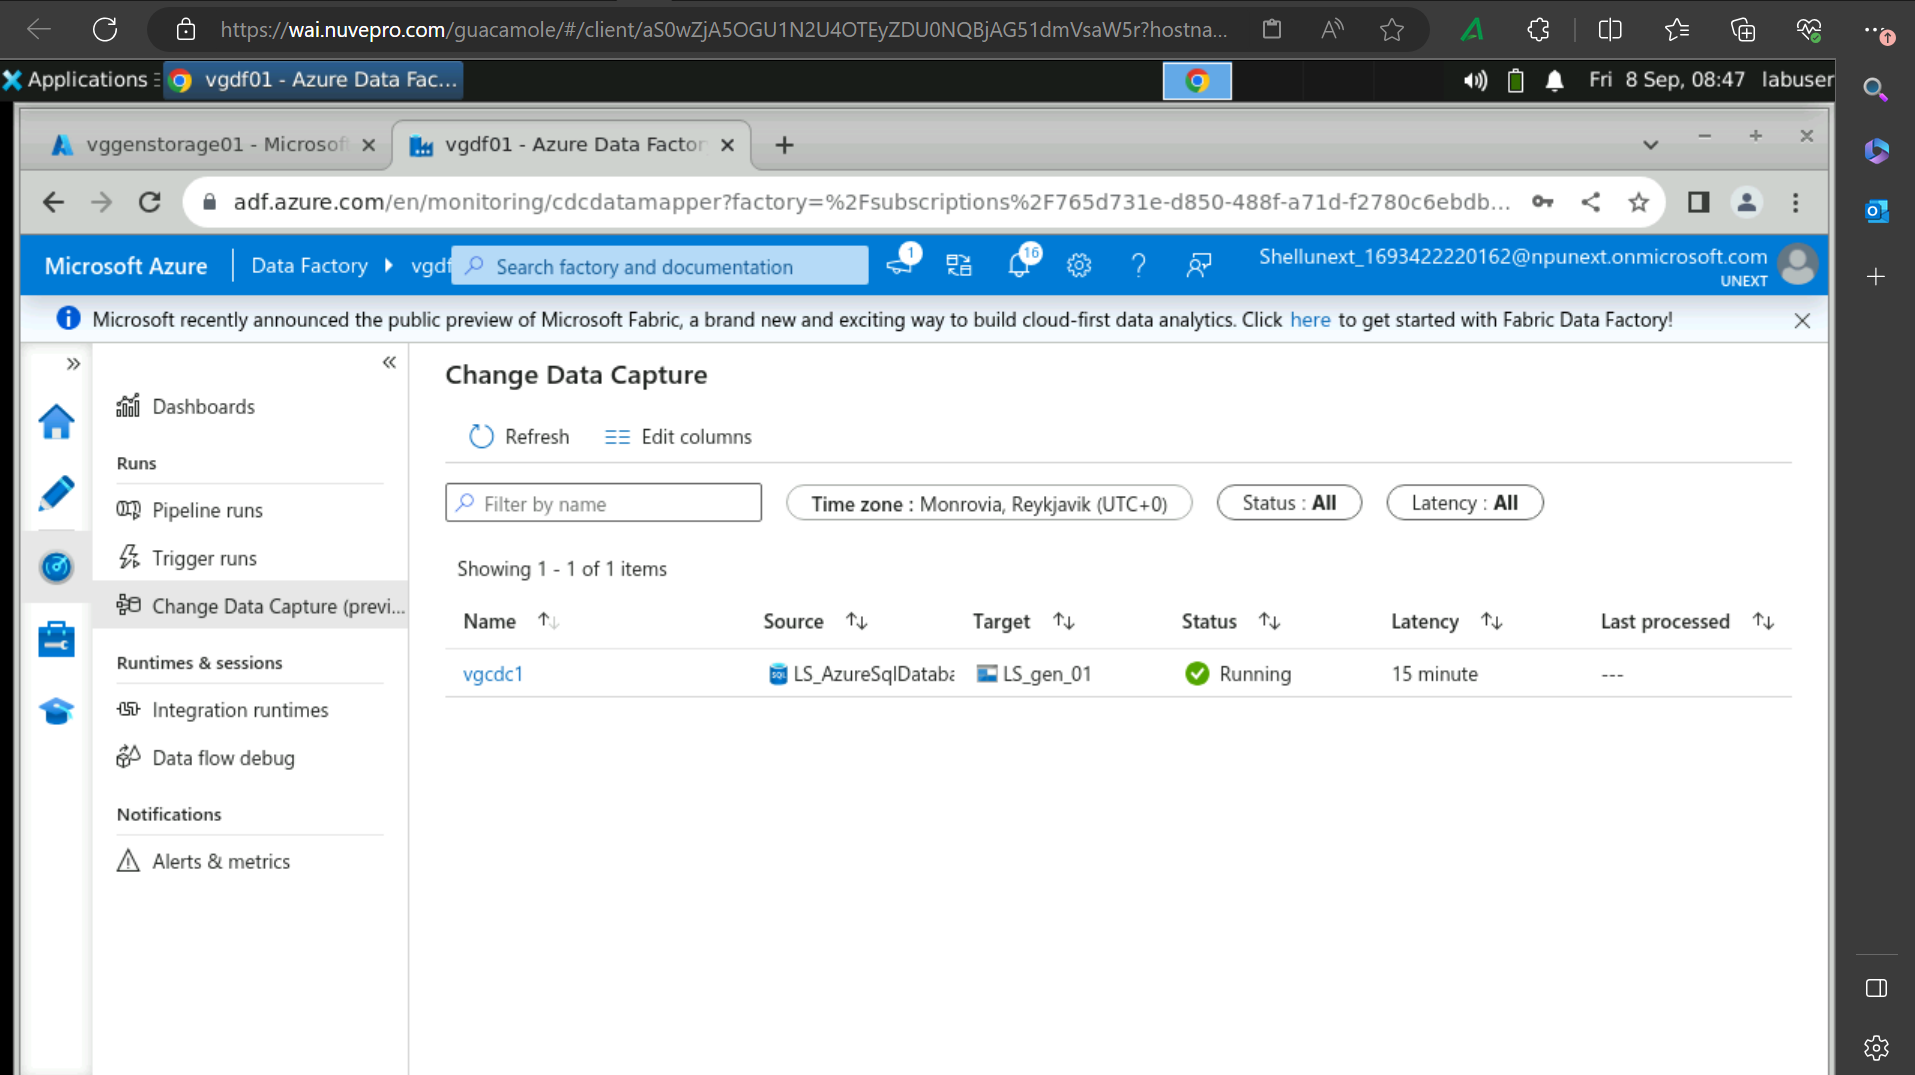 https://wai.nuvepro.com/guacamole/#/client/aS0wZjA5OGU1N2U4OTEyZDU0NQBjAG51dmVsaW5r?hostna...
Applications
vgdf01 - Azure Data Fac...
Fri 8 Sep, 08:47 labuser
vggenstorage01 - Microsoft
vgdf01 - Azure Data Factor
adf.azure.com/en/monitoring/cdcdatamapper?factory=%2Fsubscriptions%2F765d731e-d850-488f-a71d-f2780c6ebdb...
Microsoft Azure
Data Factory
vgdf
Search factory and documentation
1
16
Shellunext_1693422220162@npunext.onmicrosoft.com
UNEXT
Microsoft recently announced the public preview of Microsoft Fabric, a brand new and exciting way to build cloud-first data analytics. Click here to get started with Fabric Data Factory!
Dashboards
Runs
Pipeline runs
Trigger runs
Change Data Capture (previ...
Runtimes & sessions
Integration runtimes
Data flow debug
Notifications
Alerts & metrics
Change Data Capture
Refresh
Edit columns
Filter by name
Time zone : Monrovia, Reykjavik (UTC+0)
Status : All
Latency : All
Showing 1 - 1 of 1 items
Name Source Target Status Latency Last processed
vgcdc1 LS_AzureSqlDataba LS_gen_01 Running 15 minute ---